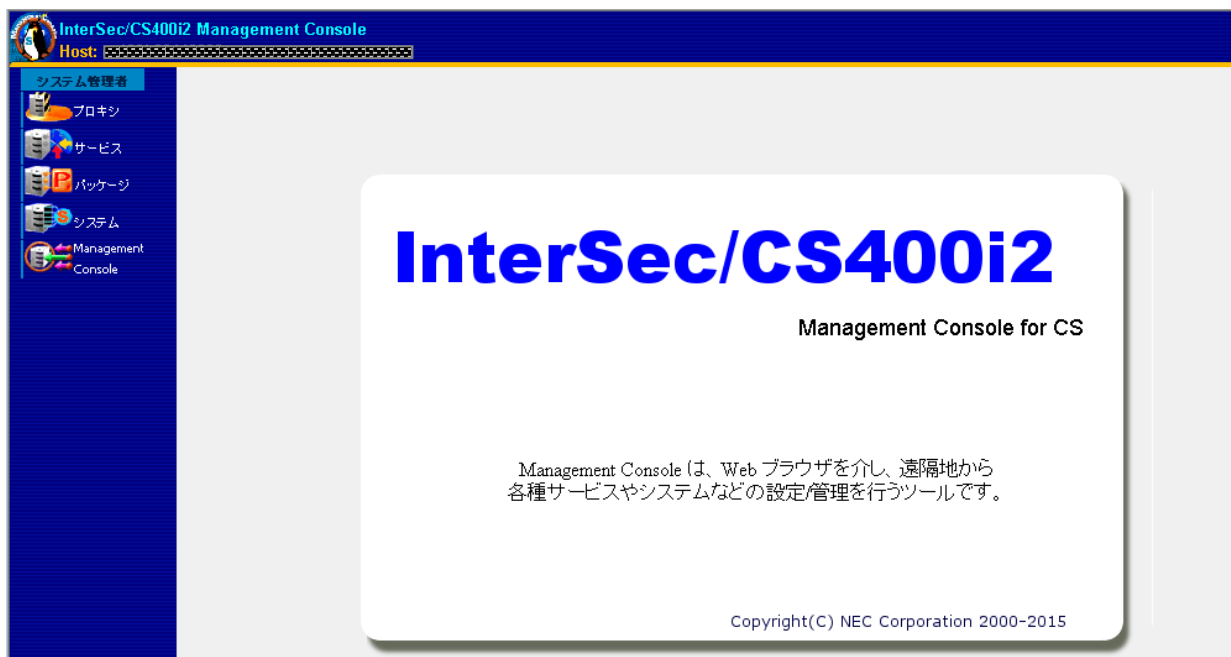 InterSec/CS400i2 Management Console
Host:
システム管理者
プロキシ
サービス
パッケージ
システム
Management
Console
InterSec/CS400i2
Management Console for CS
Management Console は、Web ブラウザを介し、遠隔地から
各種サービスやシステムなどの設定/管理を行うツールです。
Copyright(C) NEC Corporation 2000-2015